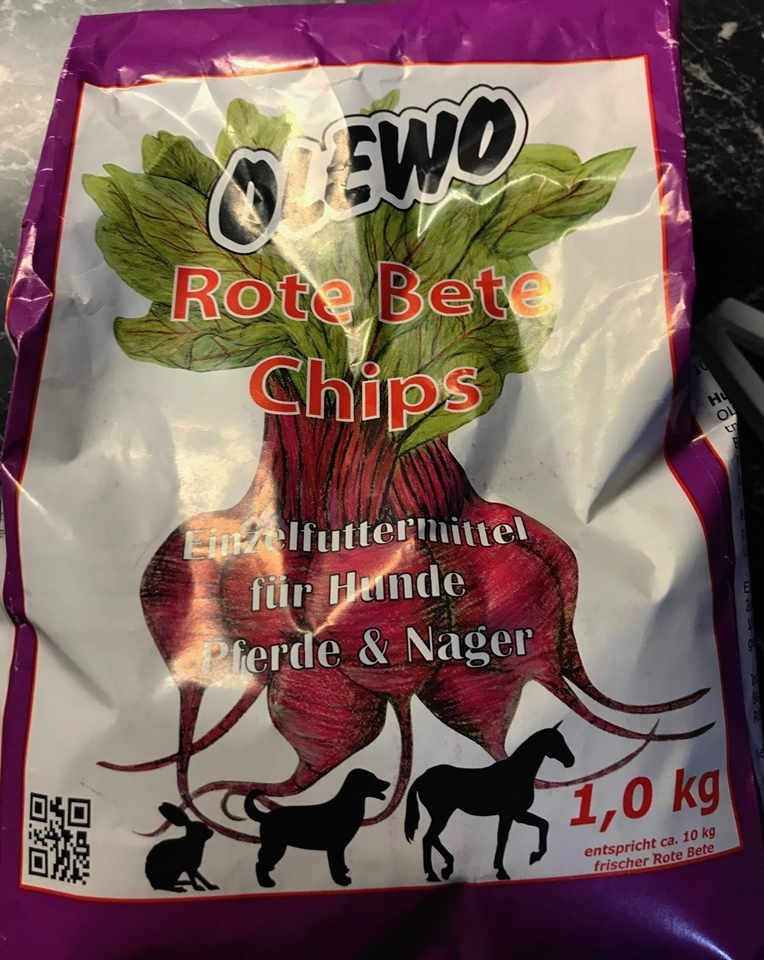 OLEWO
Rote Bete
Chips
Einzelfuttermittel
für Hunde
Pferde & Nager
1,0 kg
entspricht ca. 10 kg
frischer Rote Bete